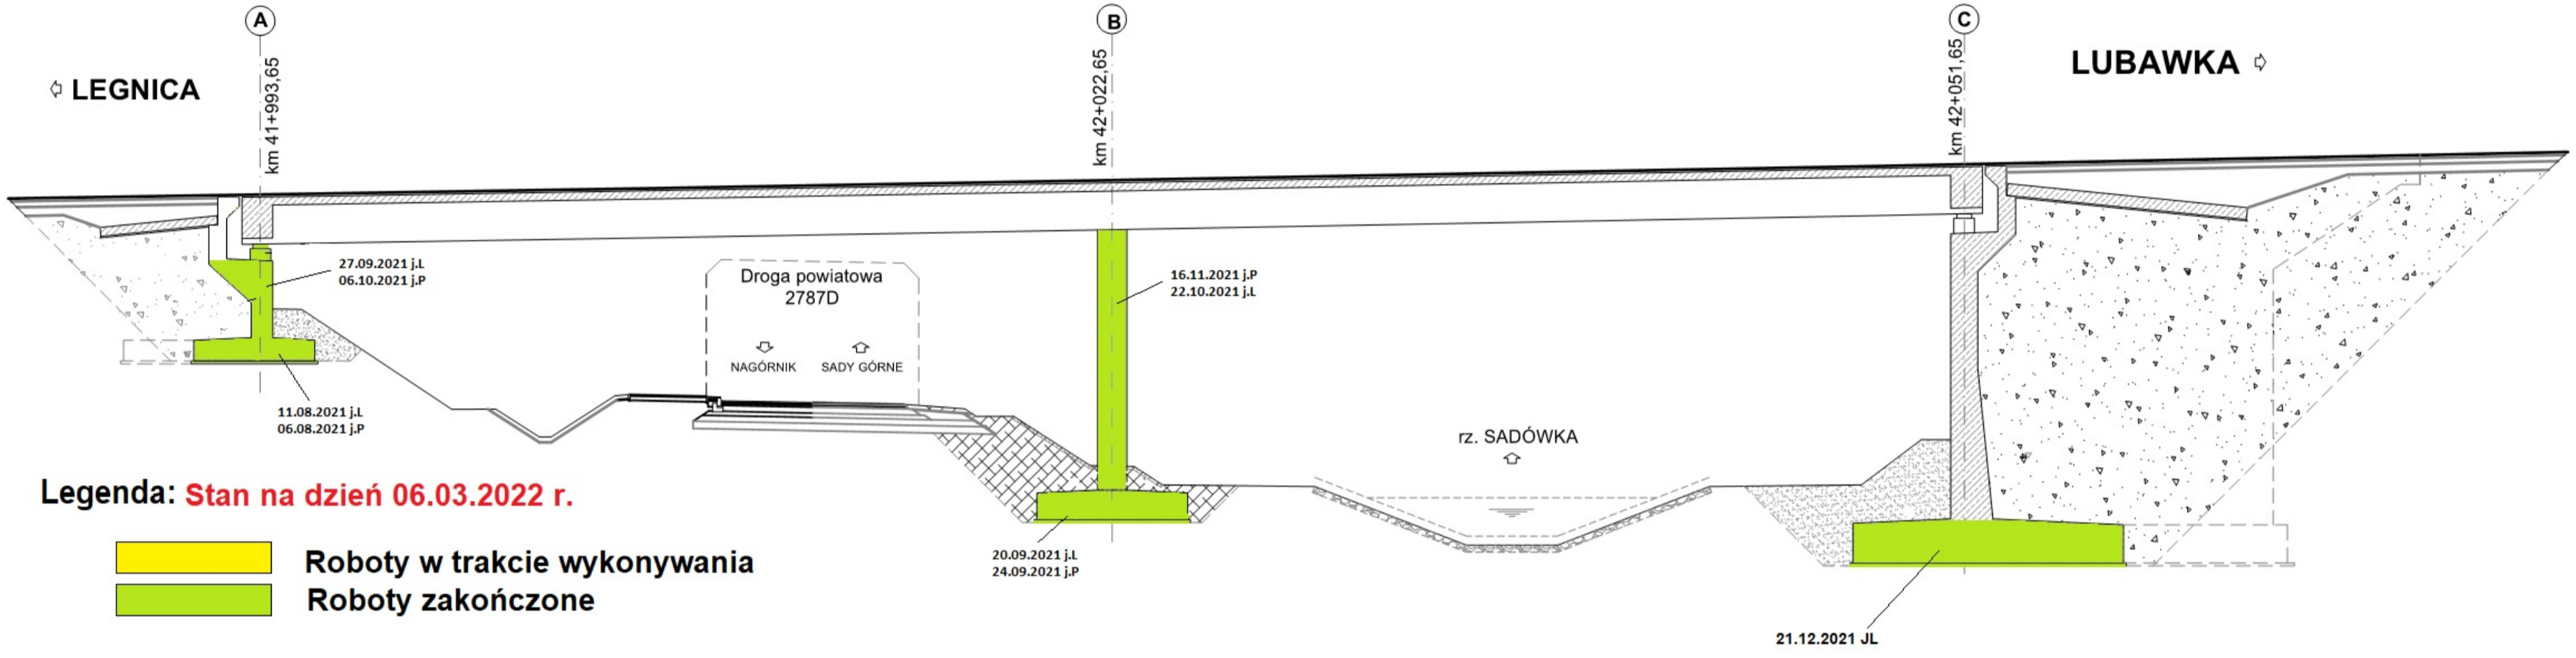 A
B
C
LEGNICA
km 41+993,65
km 42+022,65
km 42+051,65
LUBAWKA
27.09.2021 j.L
06.10.2021 j.P
Droga powiatowa
2787D
NAGÓRNIK
SADY GÓRNE
16.11.2021 j.P
22.10.2021 j.L
11.08.2021 j.L
06.08.2021 j.P
rz. SADÓWKA
Legenda: Stan na dzień 06.03.2022 r.
Roboty w trakcie wykonywania
Roboty zakończone
20.09.2021 j.L
24.09.2021 j.P
21.12.2021 JL